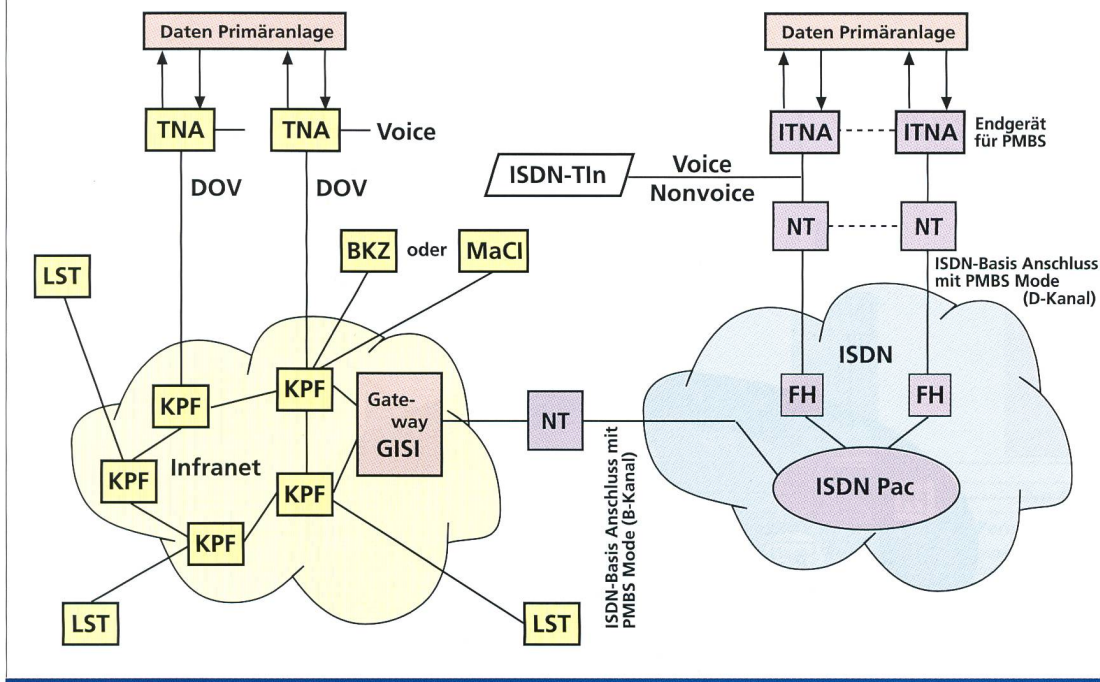 Daten Primäranlage
TNA
TNA
Voice
DOV
DOV
LST
BKZ oder MaCl
KPF
KPF
Gate-
way
GISI
Infranet
KPF
KPF
KPF
LST
LST
NT
ISDN-Basis Anschluss mit
PMBS Mode (B-Kanal)
Daten Primäranlage
ITNA
ITNA
Endgerät
für PMBS
ISDN-Tln
Voice
Nonvoice
NT
NT
ISDN-Basis Anschluss
mit PMBS Mode
(D-Kanal)
ISDN
FH
FH
ISDN Pac